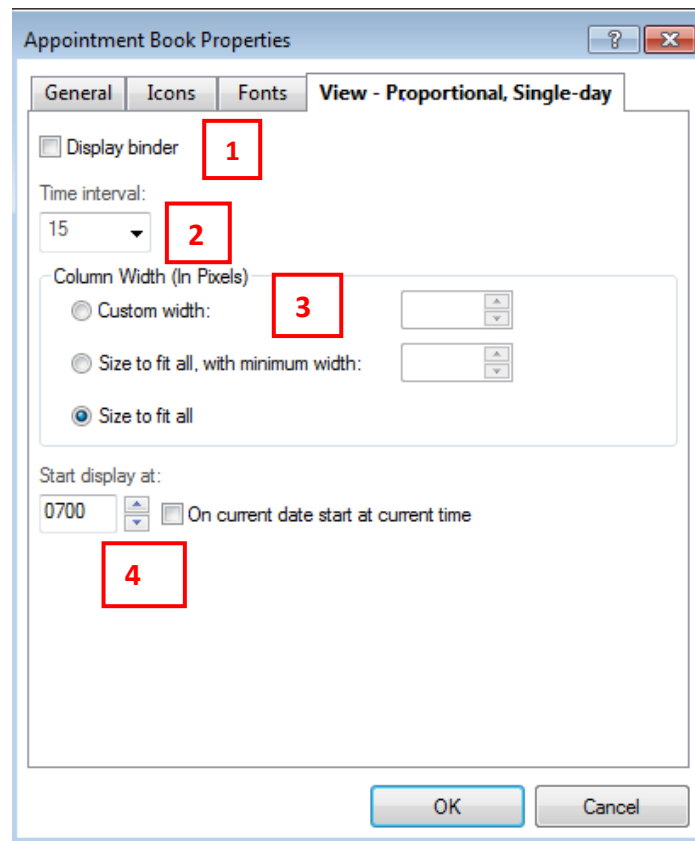 Appointment Book Properties
General Icons Fonts View - Proportional, Single-day
Display binder 1
Time interval:
15 2
Column Width (In Pixels)
Custom width: 3
Size to fit all, with minimum width:
Size to fit all
Start display at:
0700 On current date start at current time
4
OK Cancel